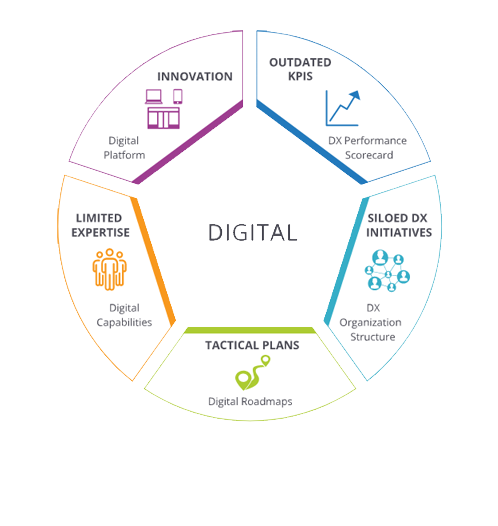 INNOVATION
Digital
Platform
OUTDATED
KPIS
DX Performance
Scorecard
LIMITED
EXPERTISE
Digital
Capabilities
DIGITAL
SILOED DX
INITIATIVES
DX
Organization
Structure
TACTICAL PLANS
Digital Roadmaps